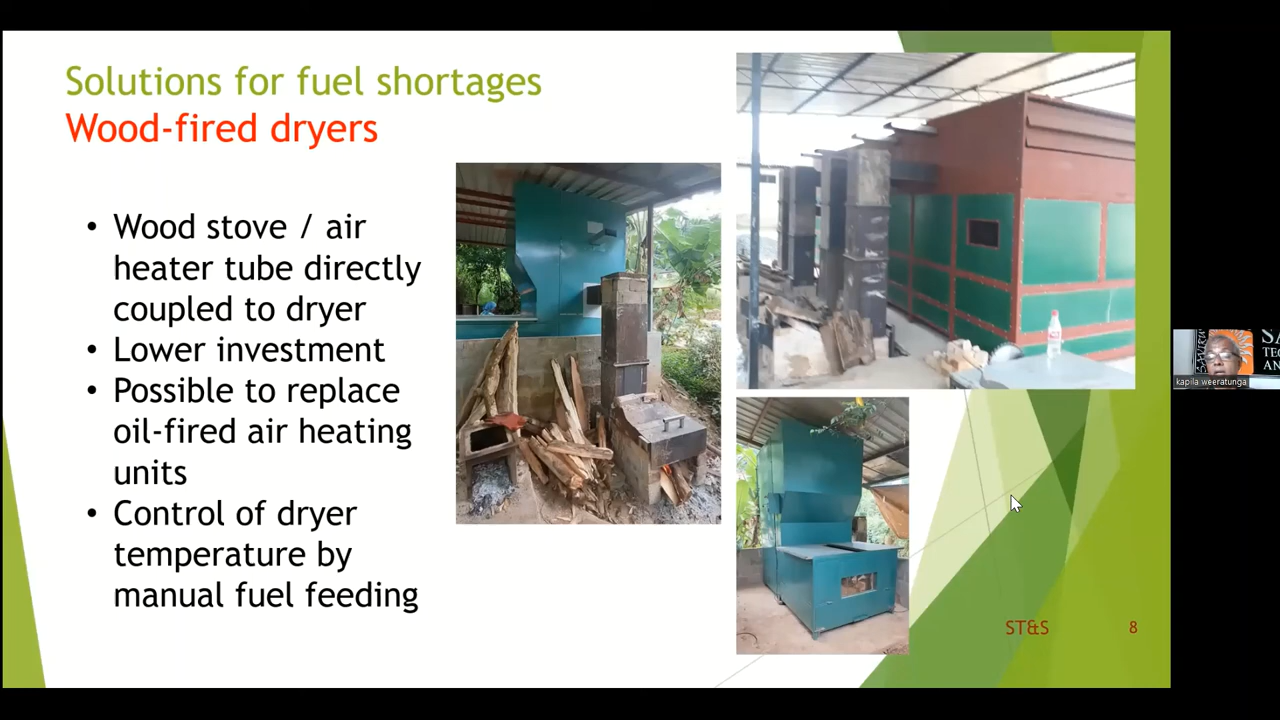 Solutions for fuel shortages
Wood-fired dryers
• Wood stove / air
heater tube directly
coupled to dryer
• Lower investment
• Possible to replace
oil-fired air heating
units
• Control of dryer
temperature by
manual fuel feeding
ST&S
8
kapila weeratunga